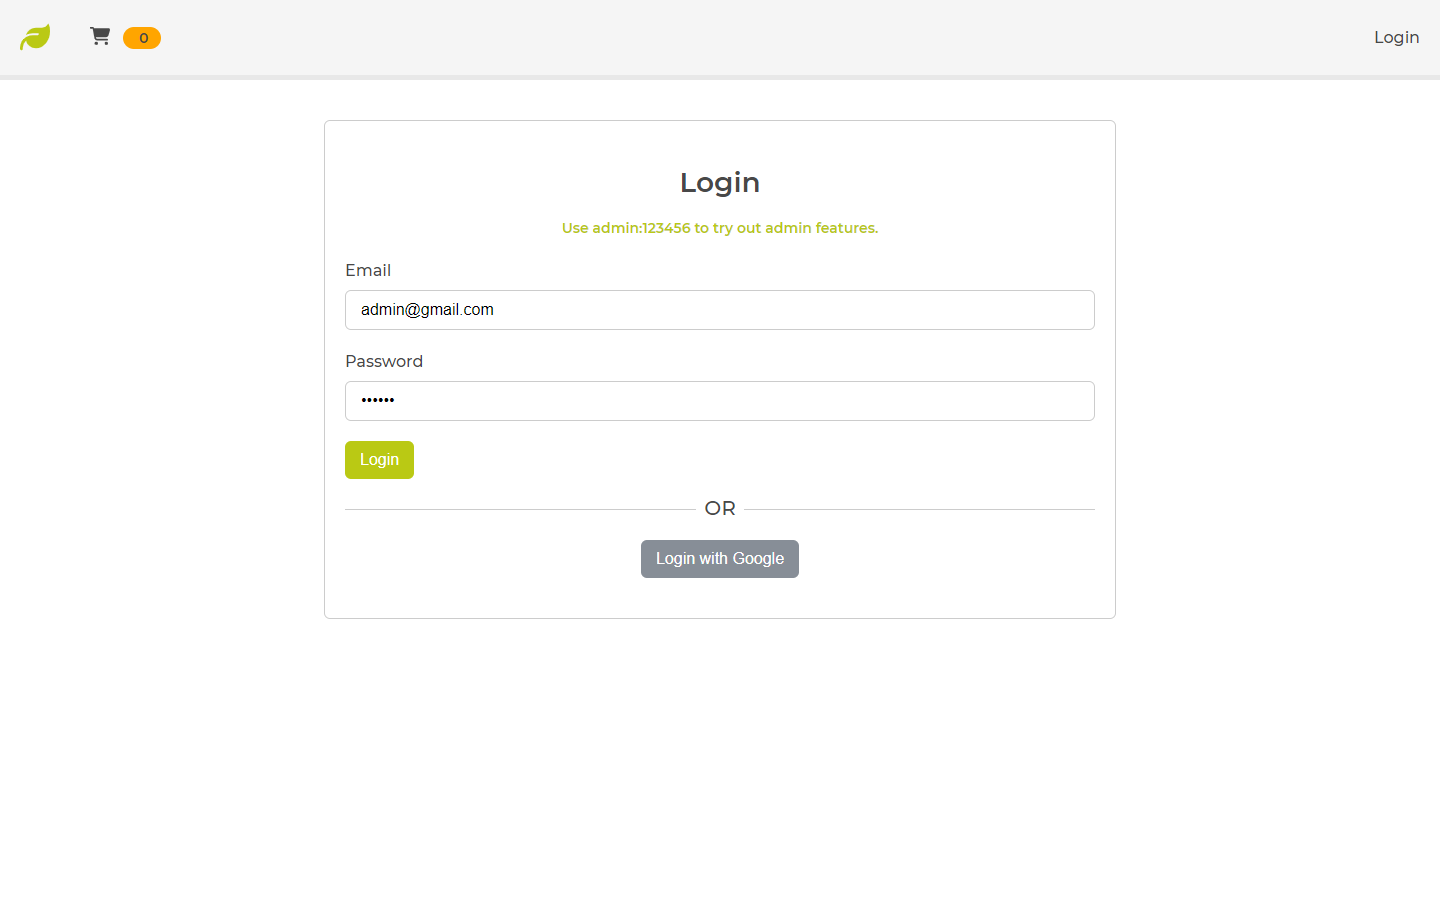 0
Login
Login
Use admin:123456 to try out admin features.
Email
admin@gmail.com
Password
••••••
Login
OR
Login with Google